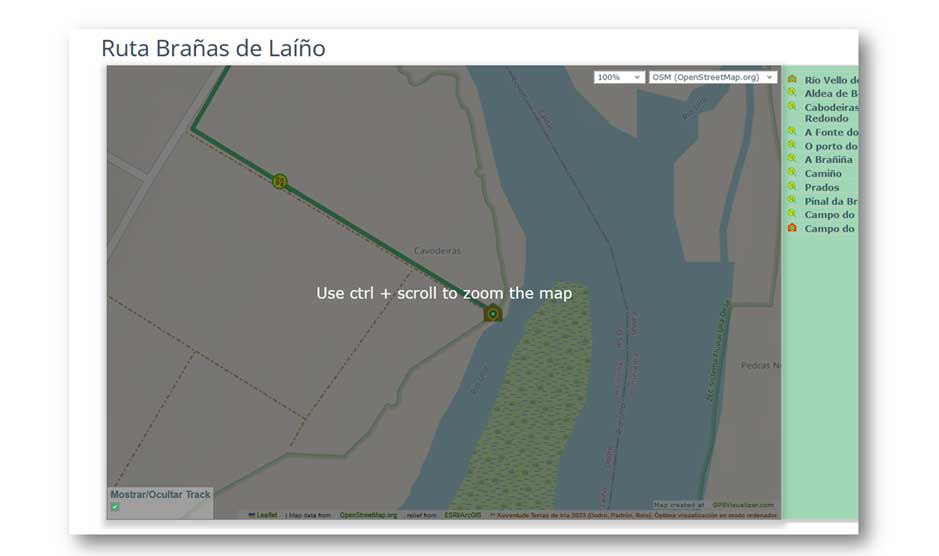 Ruta Brañas de Laíño
100%
OSM (OpenStreetMap.org)
Río Vello de
Aldea de B
Cabodeiras
Redondo
A Fonte do
O porto do
A Brañiña
Camiño
Prados
Pinal da Br
Campo do
Campo do
Cavodeiras
Use ctrl + scroll to zoom the map
Pedras N
Río Ulla
Mostrar/Ocultar Track
Map created at GPSVisualizer.com
Leaflet | Map data from OpenStreetMap.org, relief from ESRI/ArcGIS
Xuventude Terras de Iria 2023 (Dodro, Padrón, Rois). Óptima visualización en modo ordenador